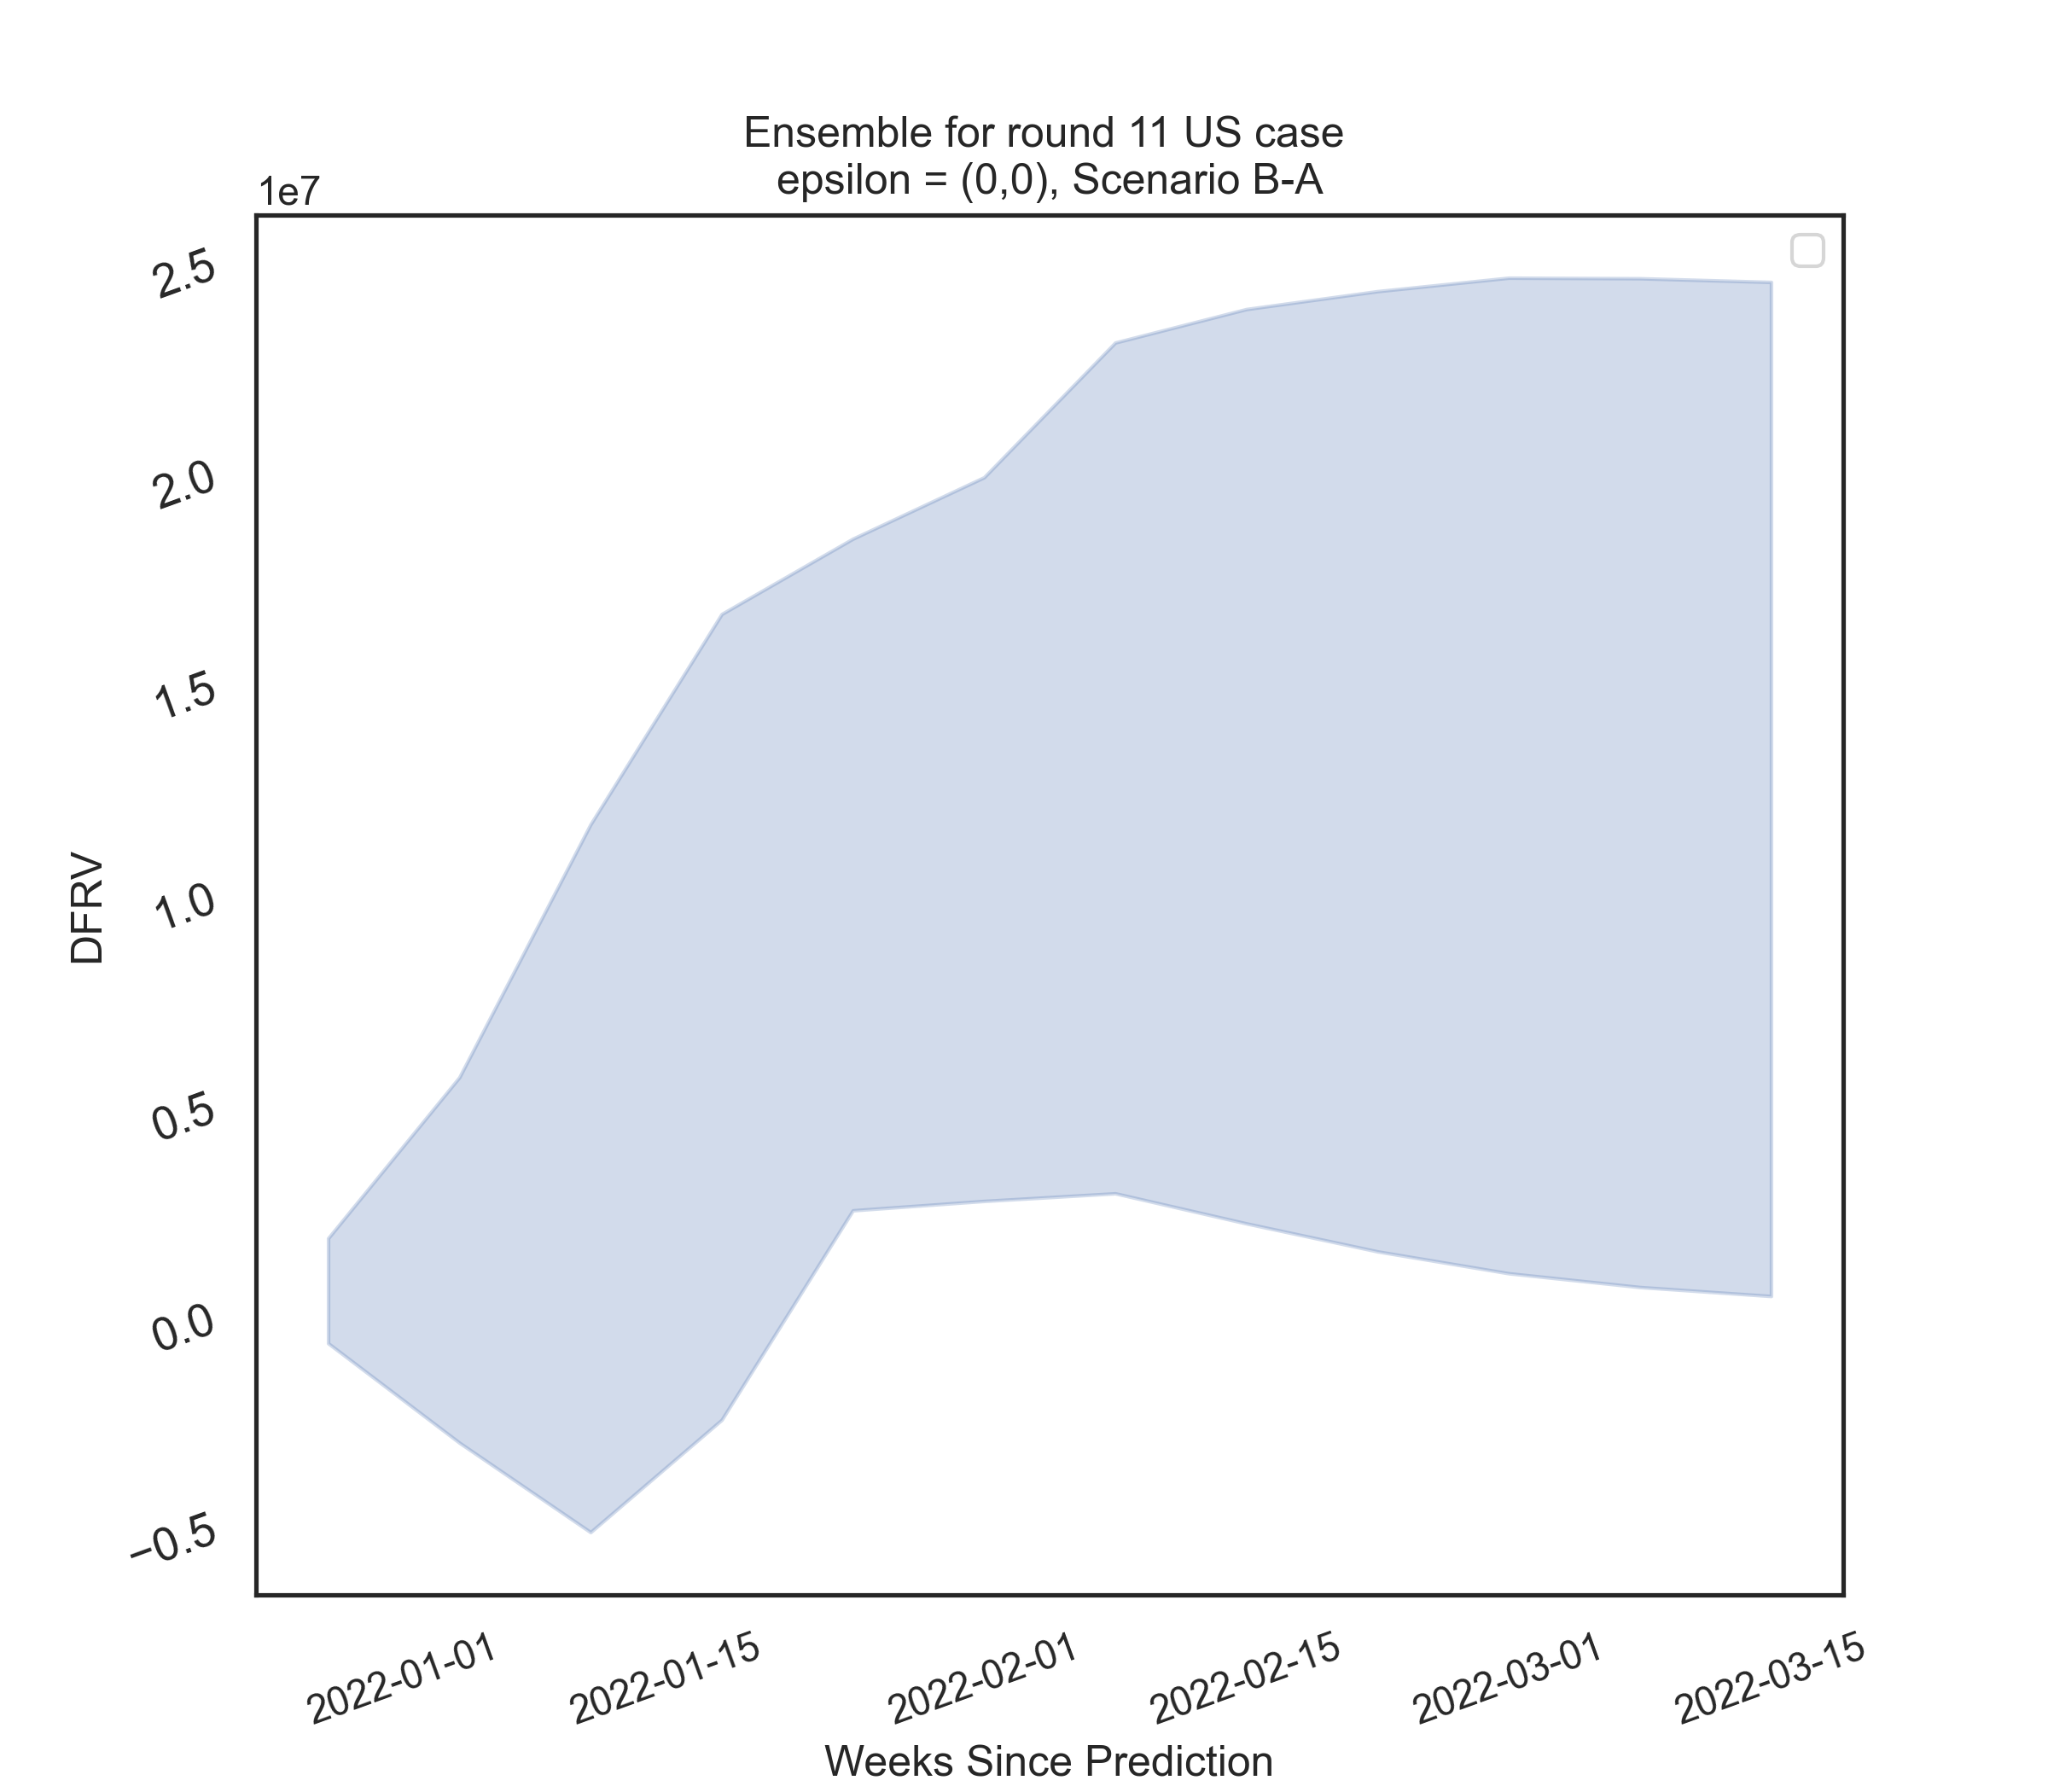 Ensemble for round 11 US case
epsilon = (0,0), Scenario B-A
1e7
2.5
2.0
1.5
1.0
0.5
0.0
−0.5
DFRV
2022-01-01
2022-01-15
2022-02-01
2022-02-15
2022-03-01
2022-03-15
Weeks Since Prediction